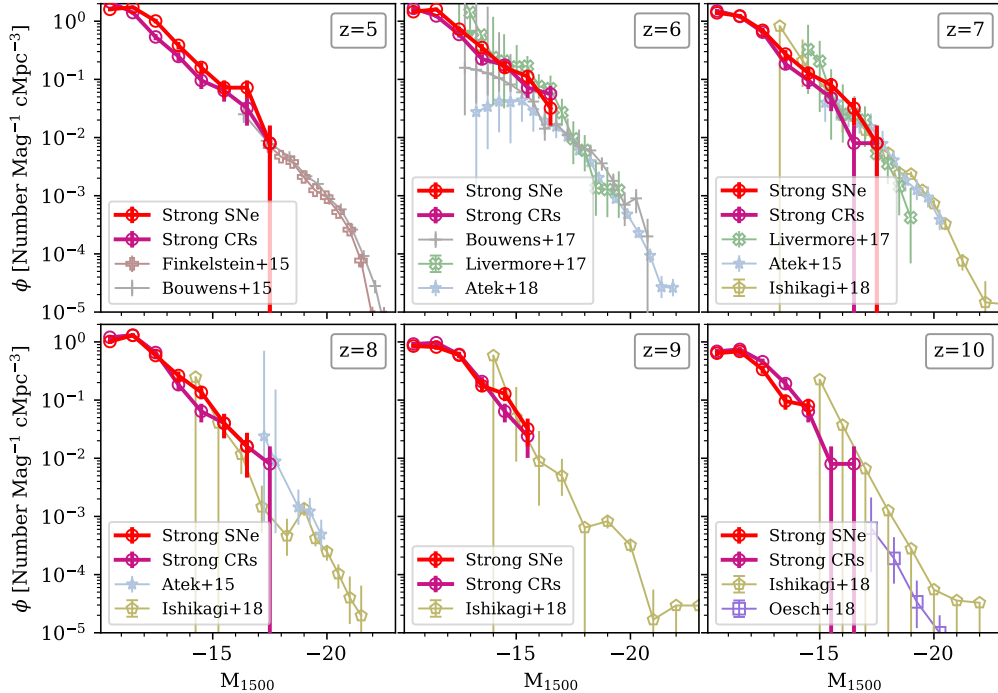 z=5
10⁰
10⁻¹
10⁻²
10⁻³
10⁻⁴
10⁻⁵
ϕ [Number Mag⁻¹ cMpc⁻³]
Strong SNe
Strong CRs
Finkelstein+15
Bouwens+15
z=6
Strong SNe
Strong CRs
Bouwens+17
Livermore+17
Atek+18
z=7
Strong SNe
Strong CRs
Livermore+17
Atek+15
Ishikagi+18
z=8
10⁰
10⁻¹
10⁻²
10⁻³
10⁻⁴
10⁻⁵
ϕ [Number Mag⁻¹ cMpc⁻³]
Strong SNe
Strong CRs
Atek+15
Ishikagi+18
−15
−20
M₁₅₀₀
z=9
Strong SNe
Strong CRs
Ishikagi+18
−15
−20
M₁₅₀₀
z=10
Strong SNe
Strong CRs
Ishikagi+18
Oesch+18
−15
−20
M₁₅₀₀